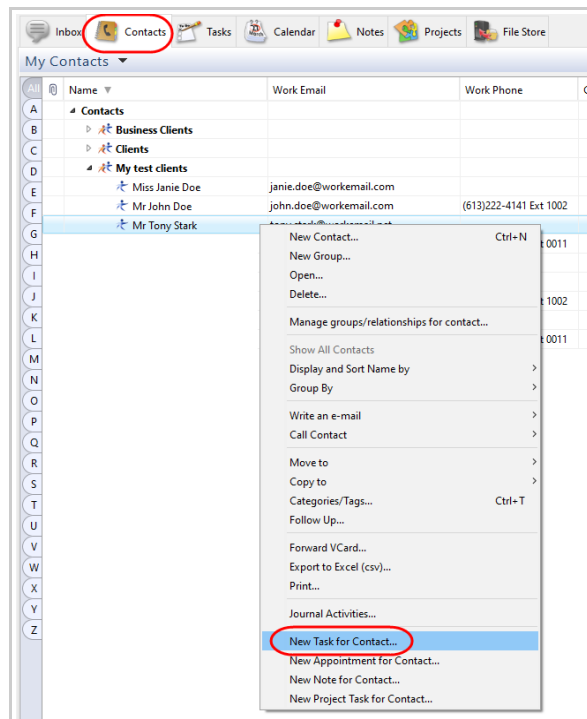 Inbox Contacts Tasks Calendar Notes Projects File Store
My Contacts
All Name Work Email Work Phone
A Contacts
B Business Clients
C Clients
D My test clients
E Miss Janie Doe janie.doe@workemail.com
F Mr John Doe john.doe@workemail.com (613)222-4141 Ext 1002
G Mr Tony Stark
New Contact... Ctrl+N
t 0011
H New Group...
I Open...
J Delete...
t 1002
K Manage groups/relationships for contact...
L Show All Contacts
t 0011
M Display and Sort Name by
N Group By
O
P Write an e-mail
Q Call Contact
R Move to
S Copy to
T Categories/Tags... Ctrl+T
U Follow Up...
V Forward VCard...
W Export to Excel (csv)...
X Print...
Y Journal Activities...
Z New Task for Contact...
New Appointment for Contact...
New Note for Contact...
New Project Task for Contact...